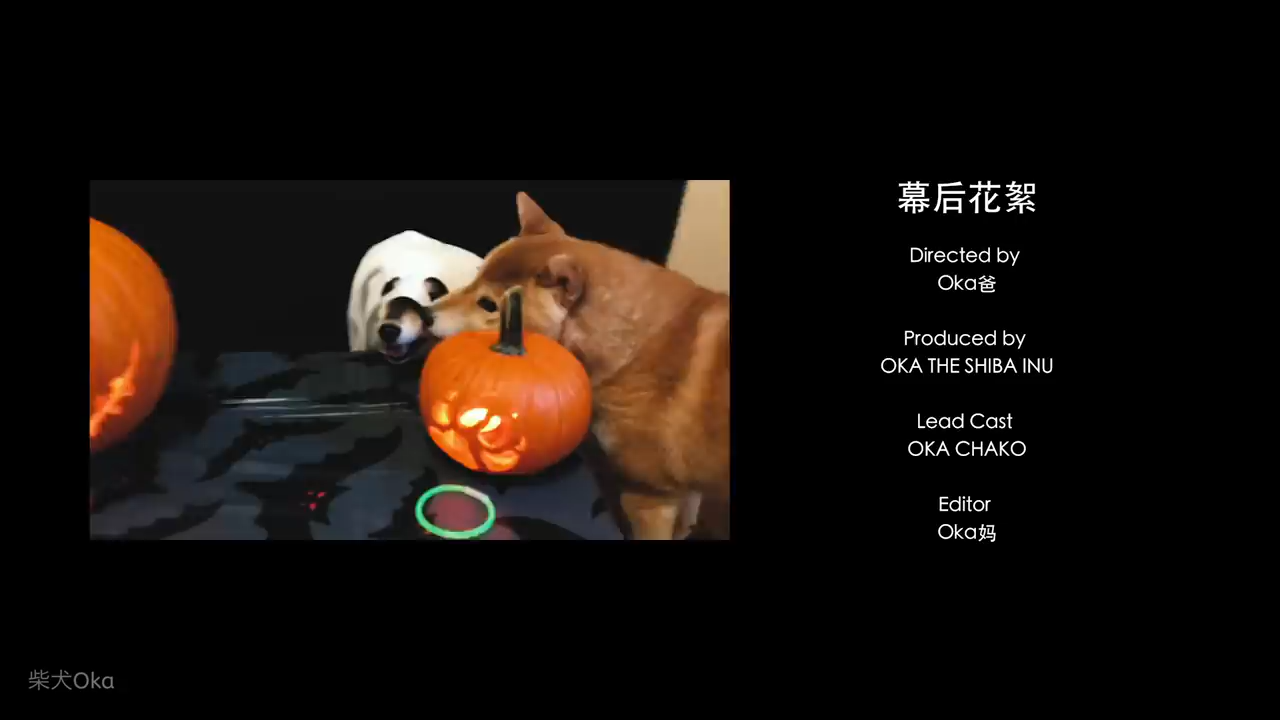 幕后花絮
Directed by
Oka爸
Produced by
OKA THE SHIBA INU
Lead Cast
OKA CHAKO
Editor
Oka妈
柴犬Oka